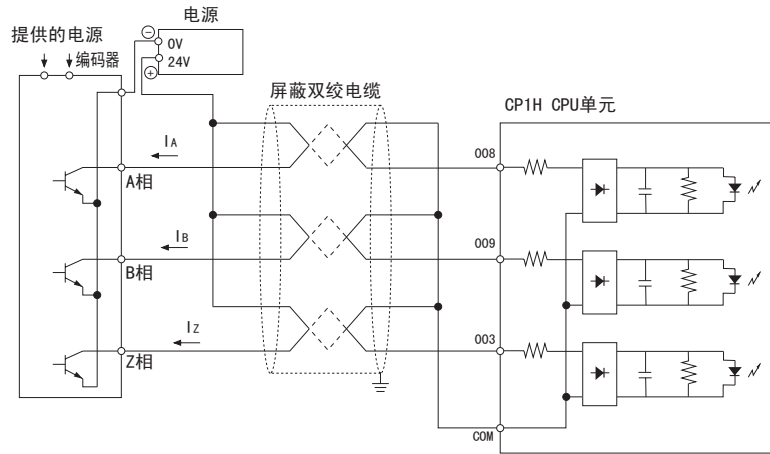 电源
提供的电源
⊖
0V
24V
⊕
编码器
屏蔽双绞电缆
CP1H CPU单元
IA
A相
008
IB
B相
009
IZ
Z相
003
COM